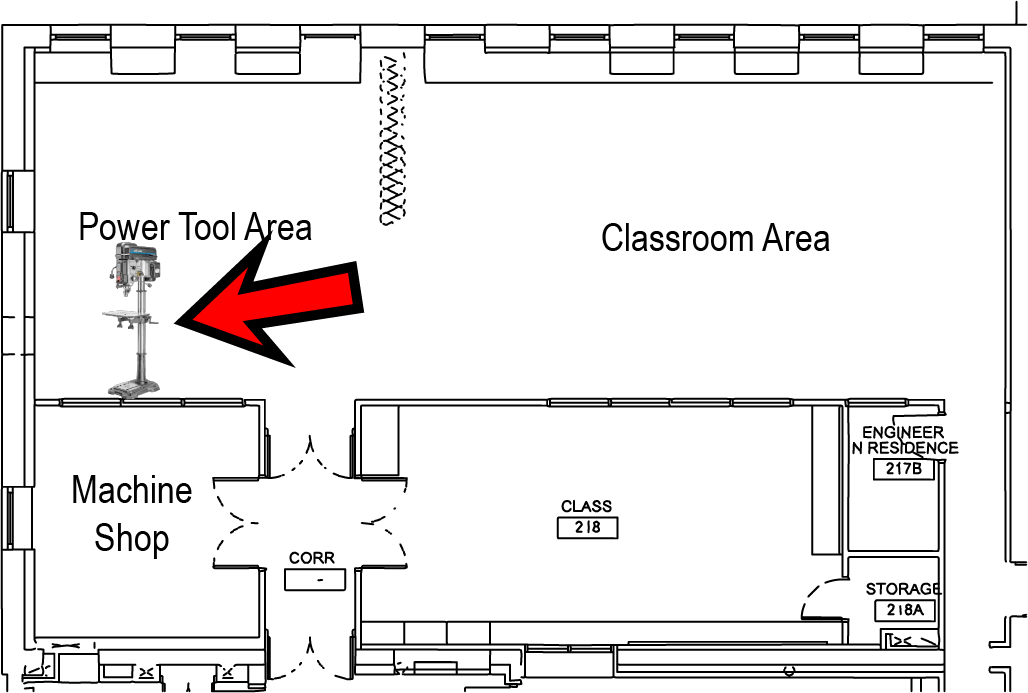 Power Tool Area
Classroom Area
Machine
Shop
ENGINEER
N RESIDENCE
217B
CLASS
218
CORR
-
STORAGE
218A